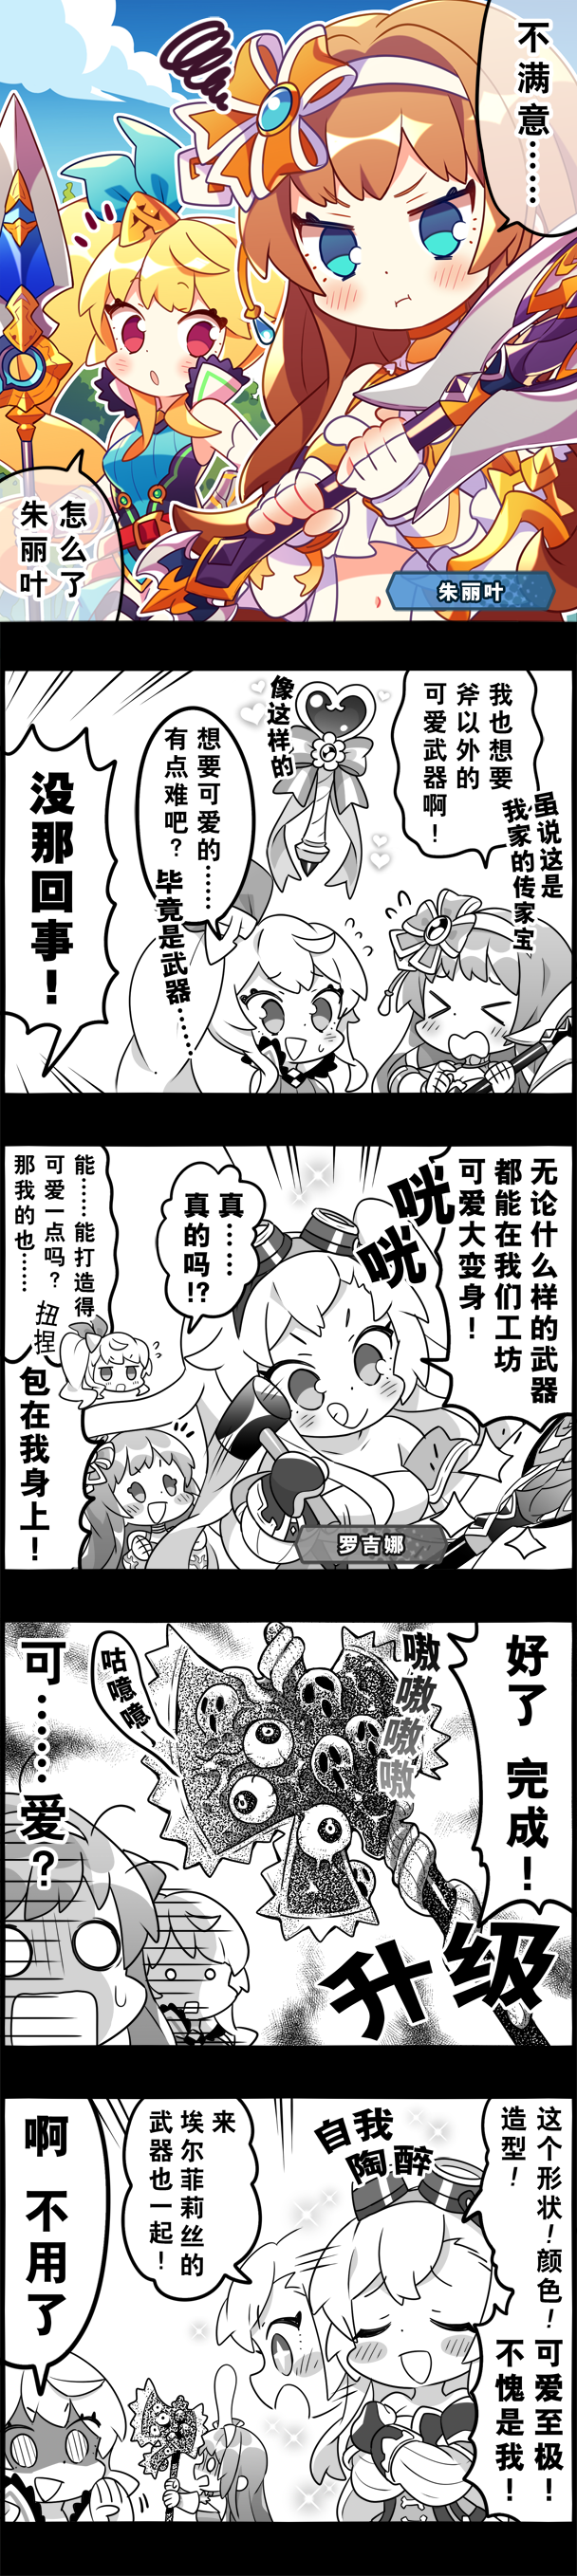 不满意……
怎么了
朱丽叶
朱丽叶
我也想要
斧以外的
可爱武器啊！
虽说这是
我家的传家宝
像这样的
想要可爱的……
有点难吧？
毕竟是武器……
没那回事！
无论什么样的武器
都能在我们工坊
可爱大变身！
咣
咣
真……
真的吗!?
能……能打造得
可爱一点吗？
那我的也……
扭捏
包在我身上！
罗吉娜
好了 完成！
嗷嗷嗷嗷
咕噫噫
升级
可……爱？
这个形状！颜色！
造型！
可爱至极！
不愧是我！
自我
陶醉
来
埃尔菲莉丝的
武器也一起！
啊 不用了